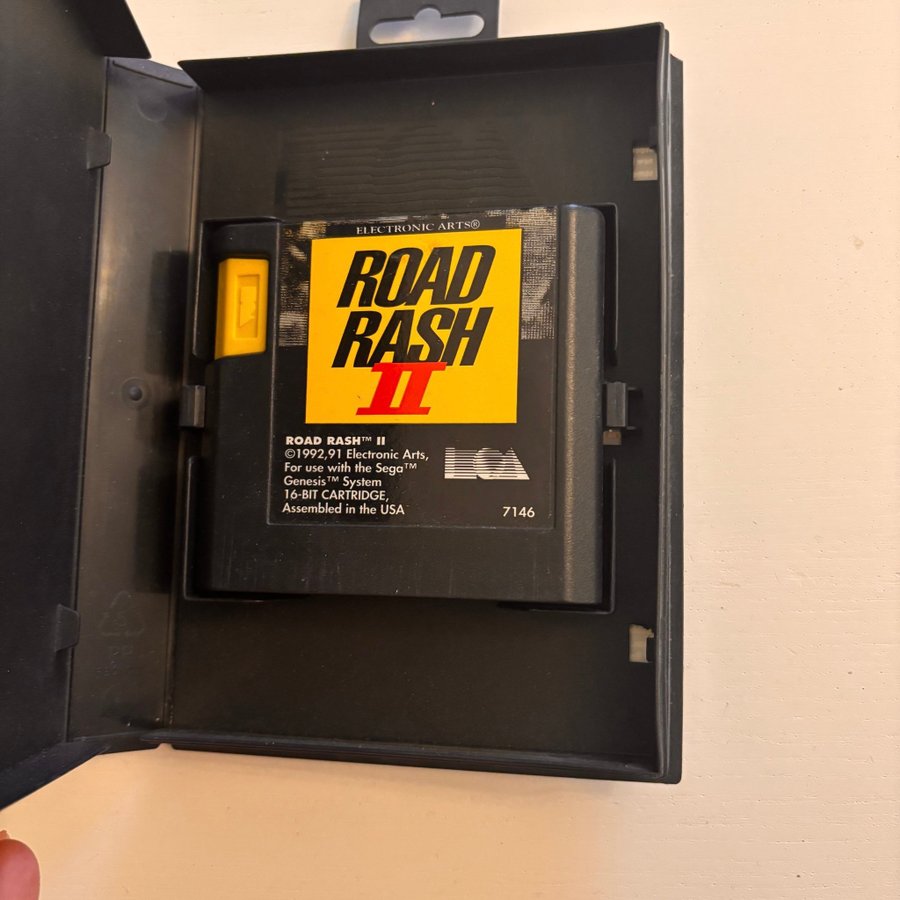 ELECTRONIC ARTS®
ROAD
RASH
II
ROAD RASH™ II
©1992,91 Electronic Arts,
For use with the Sega™
Genesis™ System
16-BIT CARTRIDGE,
Assembled in the USA
7146